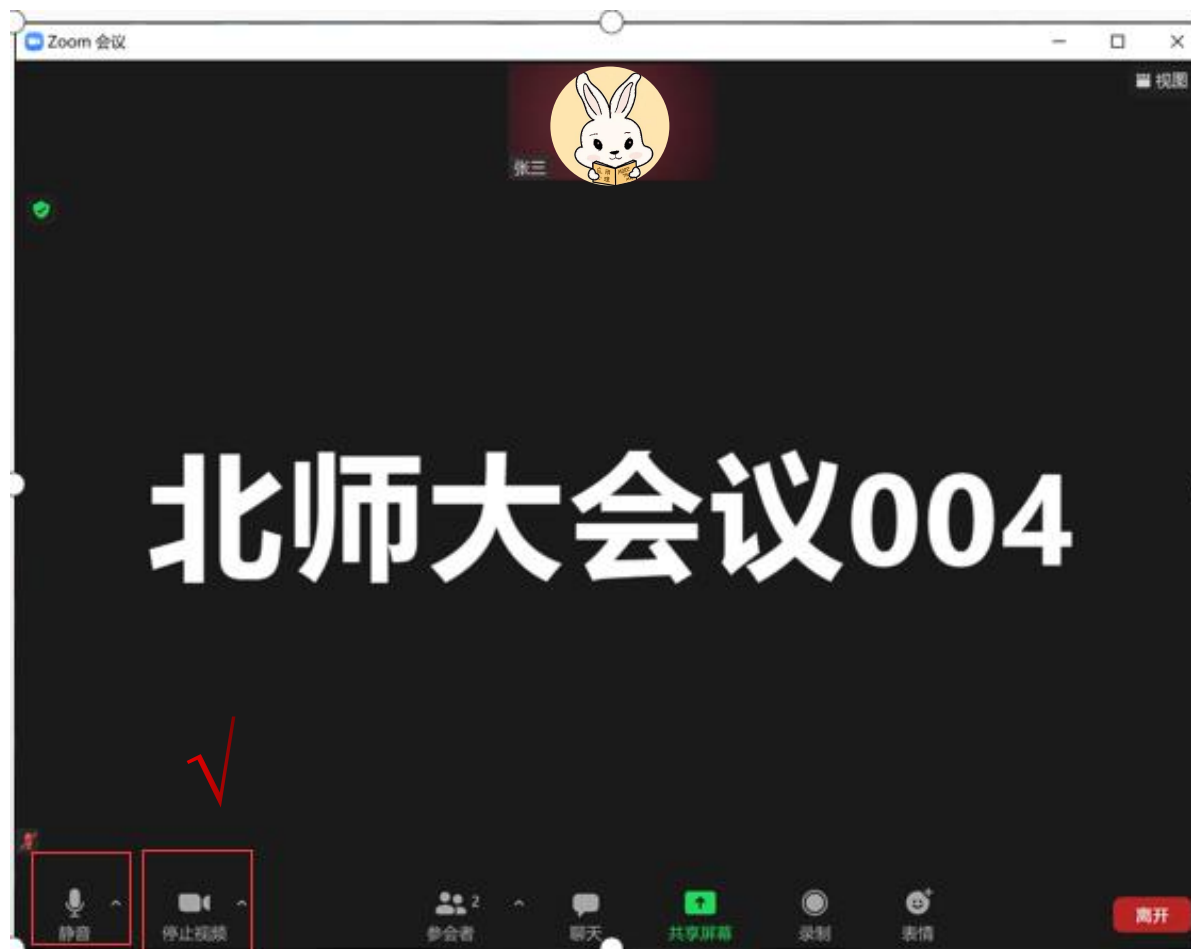 Zoom 会议
视图
张三
北师大会议004
√
静音
停止视频
参会者 2
聊天
共享屏幕
录制
表情
离开